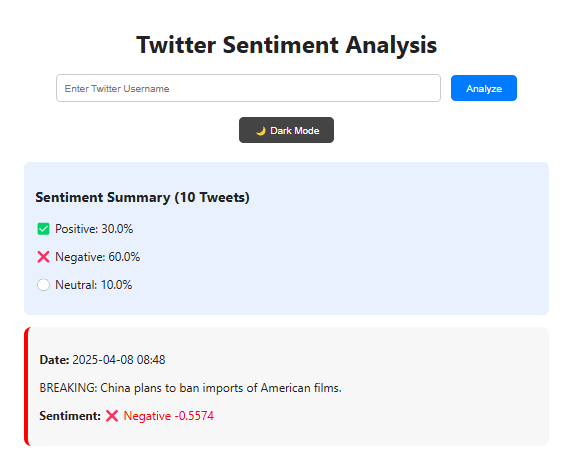 Twitter Sentiment Analysis
Enter Twitter Username
Analyze
🌙 Dark Mode
Sentiment Summary (10 Tweets)
✅ Positive: 30.0%
❌ Negative: 60.0%
⚪ Neutral: 10.0%
Date: 2025-04-08 08:48
BREAKING: China plans to ban imports of American films.
Sentiment: ❌ Negative -0.5574